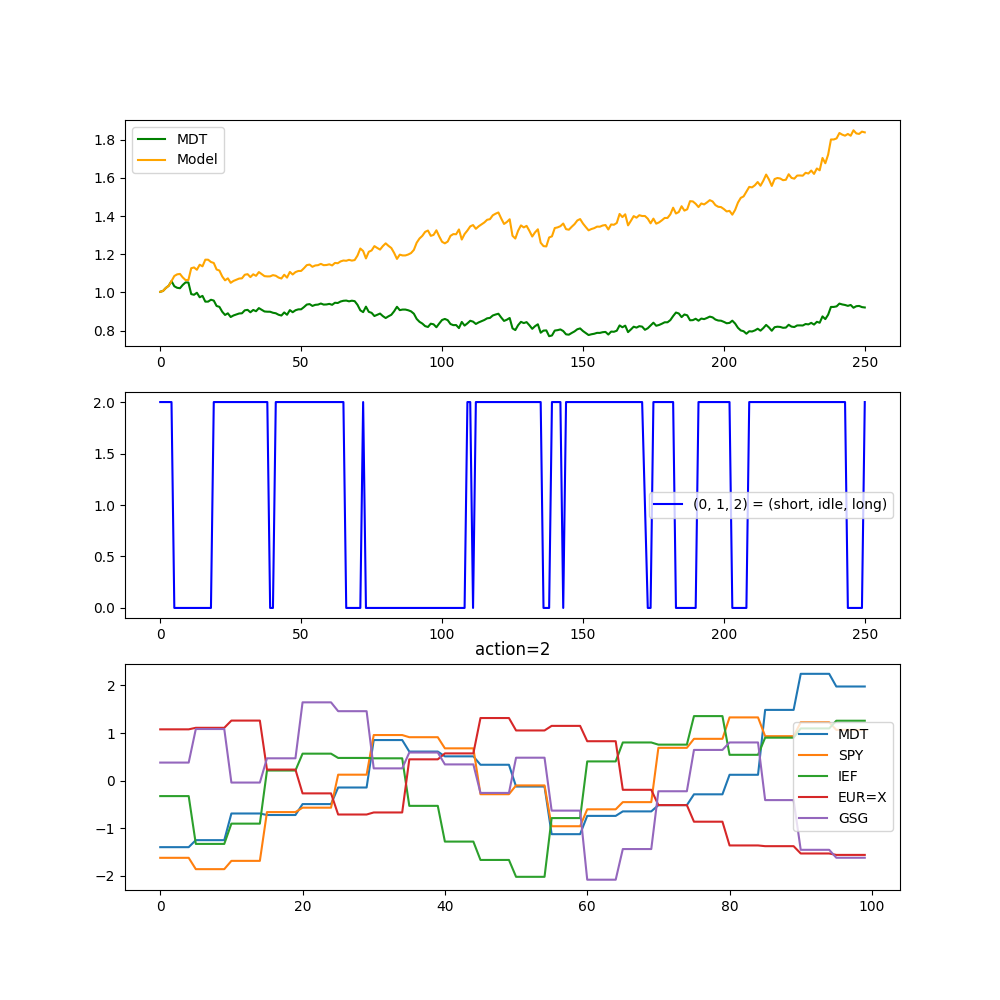 MDT
Model
1.8
1.6
1.4
1.2
1.0
0.8
0 50 100 150 200 250
2.0
1.5
1.0
0.5
0.0
(0, 1, 2) = (short, idle, long)
0 50 100 150 200 250
action=2
2
1
0
−1
−2
MDT
SPY
IEF
EUR=X
GSG
0 20 40 60 80 100